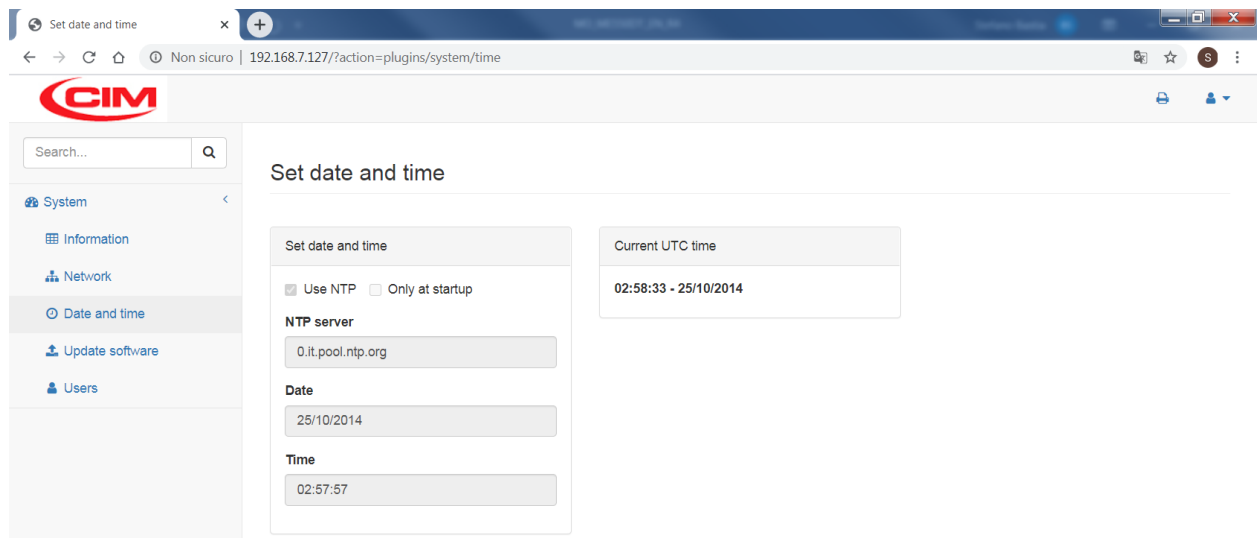 Set date and time
Non sicuro | 192.168.7.127/?action=plugins/system/time
S
CIM
Search...
Set date and time
System
Information
Network
Date and time
Update software
Users
Set date and time
Use NTP Only at startup
NTP server
0.it.pool.ntp.org
Date
25/10/2014
Time
02:57:57
Current UTC time
02:58:33 - 25/10/2014